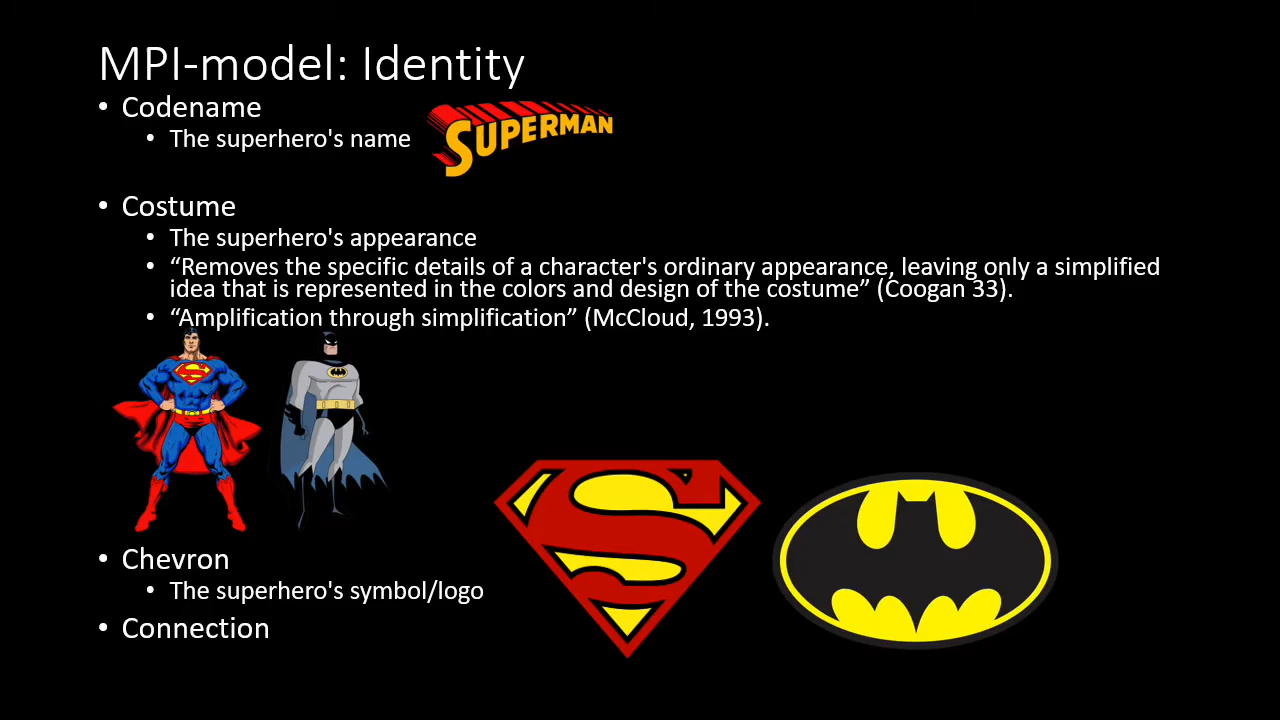 MPI-model: Identity
• Codename
• The superhero's name
SUPERMAN
• Costume
• The superhero's appearance
• “Removes the specific details of a character's ordinary appearance, leaving only a simplified
idea that is represented in the colors and design of the costume” (Coogan 33).
• “Amplification through simplification” (McCloud, 1993).
S
S
• Chevron
• The superhero's symbol/logo
• Connection